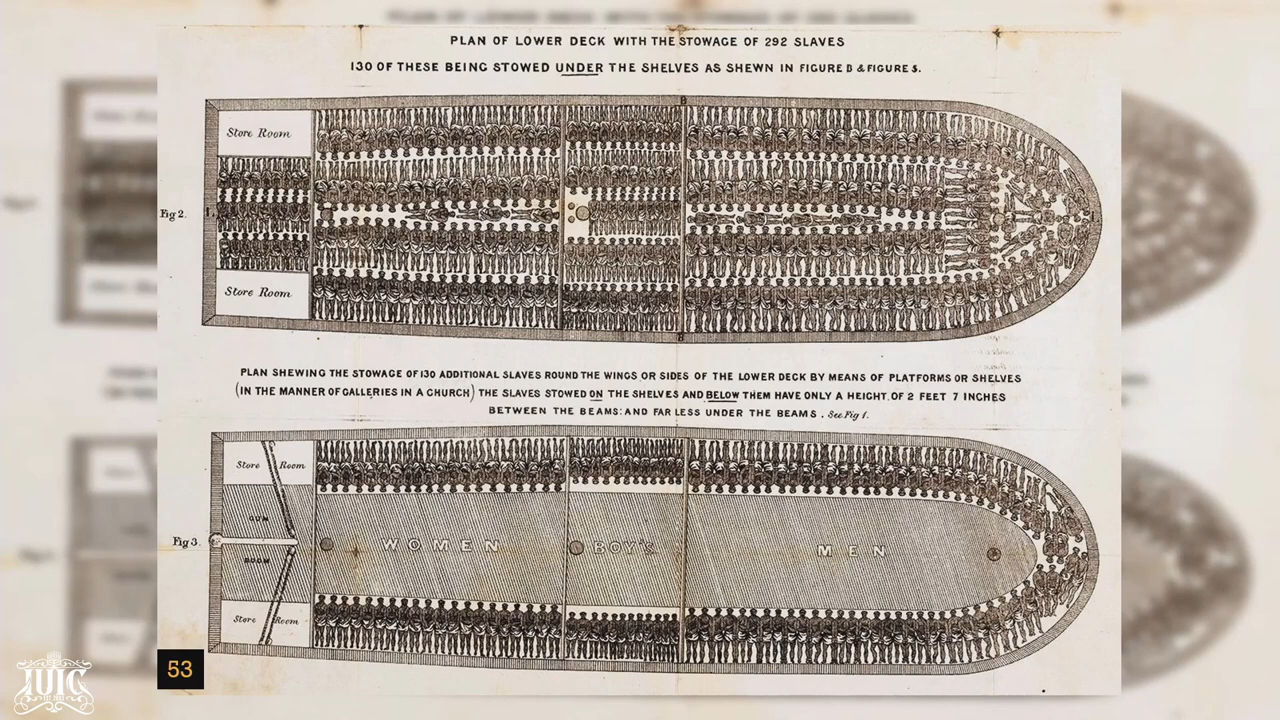 PLAN OF LOWER DECK WITH THE STOWAGE OF 292 SLAVES
130 OF THESE BEING STOWED UNDER THE SHELVES AS SHEWN IN FIGURE B & FIGURE 5.
Store Room
Fig 2.
Store Room
PLAN SHEWING THE STOWAGE OF 130 ADDITIONAL SLAVES ROUND THE WINGS OR SIDES OF THE LOWER DECK BY MEANS OF PLATFORMS OR SHELVES
(IN THE MANNER OF GALLERIES IN A CHURCH) THE SLAVES STOWED ON THE SHELVES AND BELOW THEM HAVE ONLY A HEIGHT OF 2 FEET 7 INCHES
BETWEEN THE BEAMS: AND FAR LESS UNDER THE BEAMS. See Fig 1.
Store Room
GUN
Fig 3.
WOMEN
BOYS
MEN
ROOM
Store Room
53
IUIC